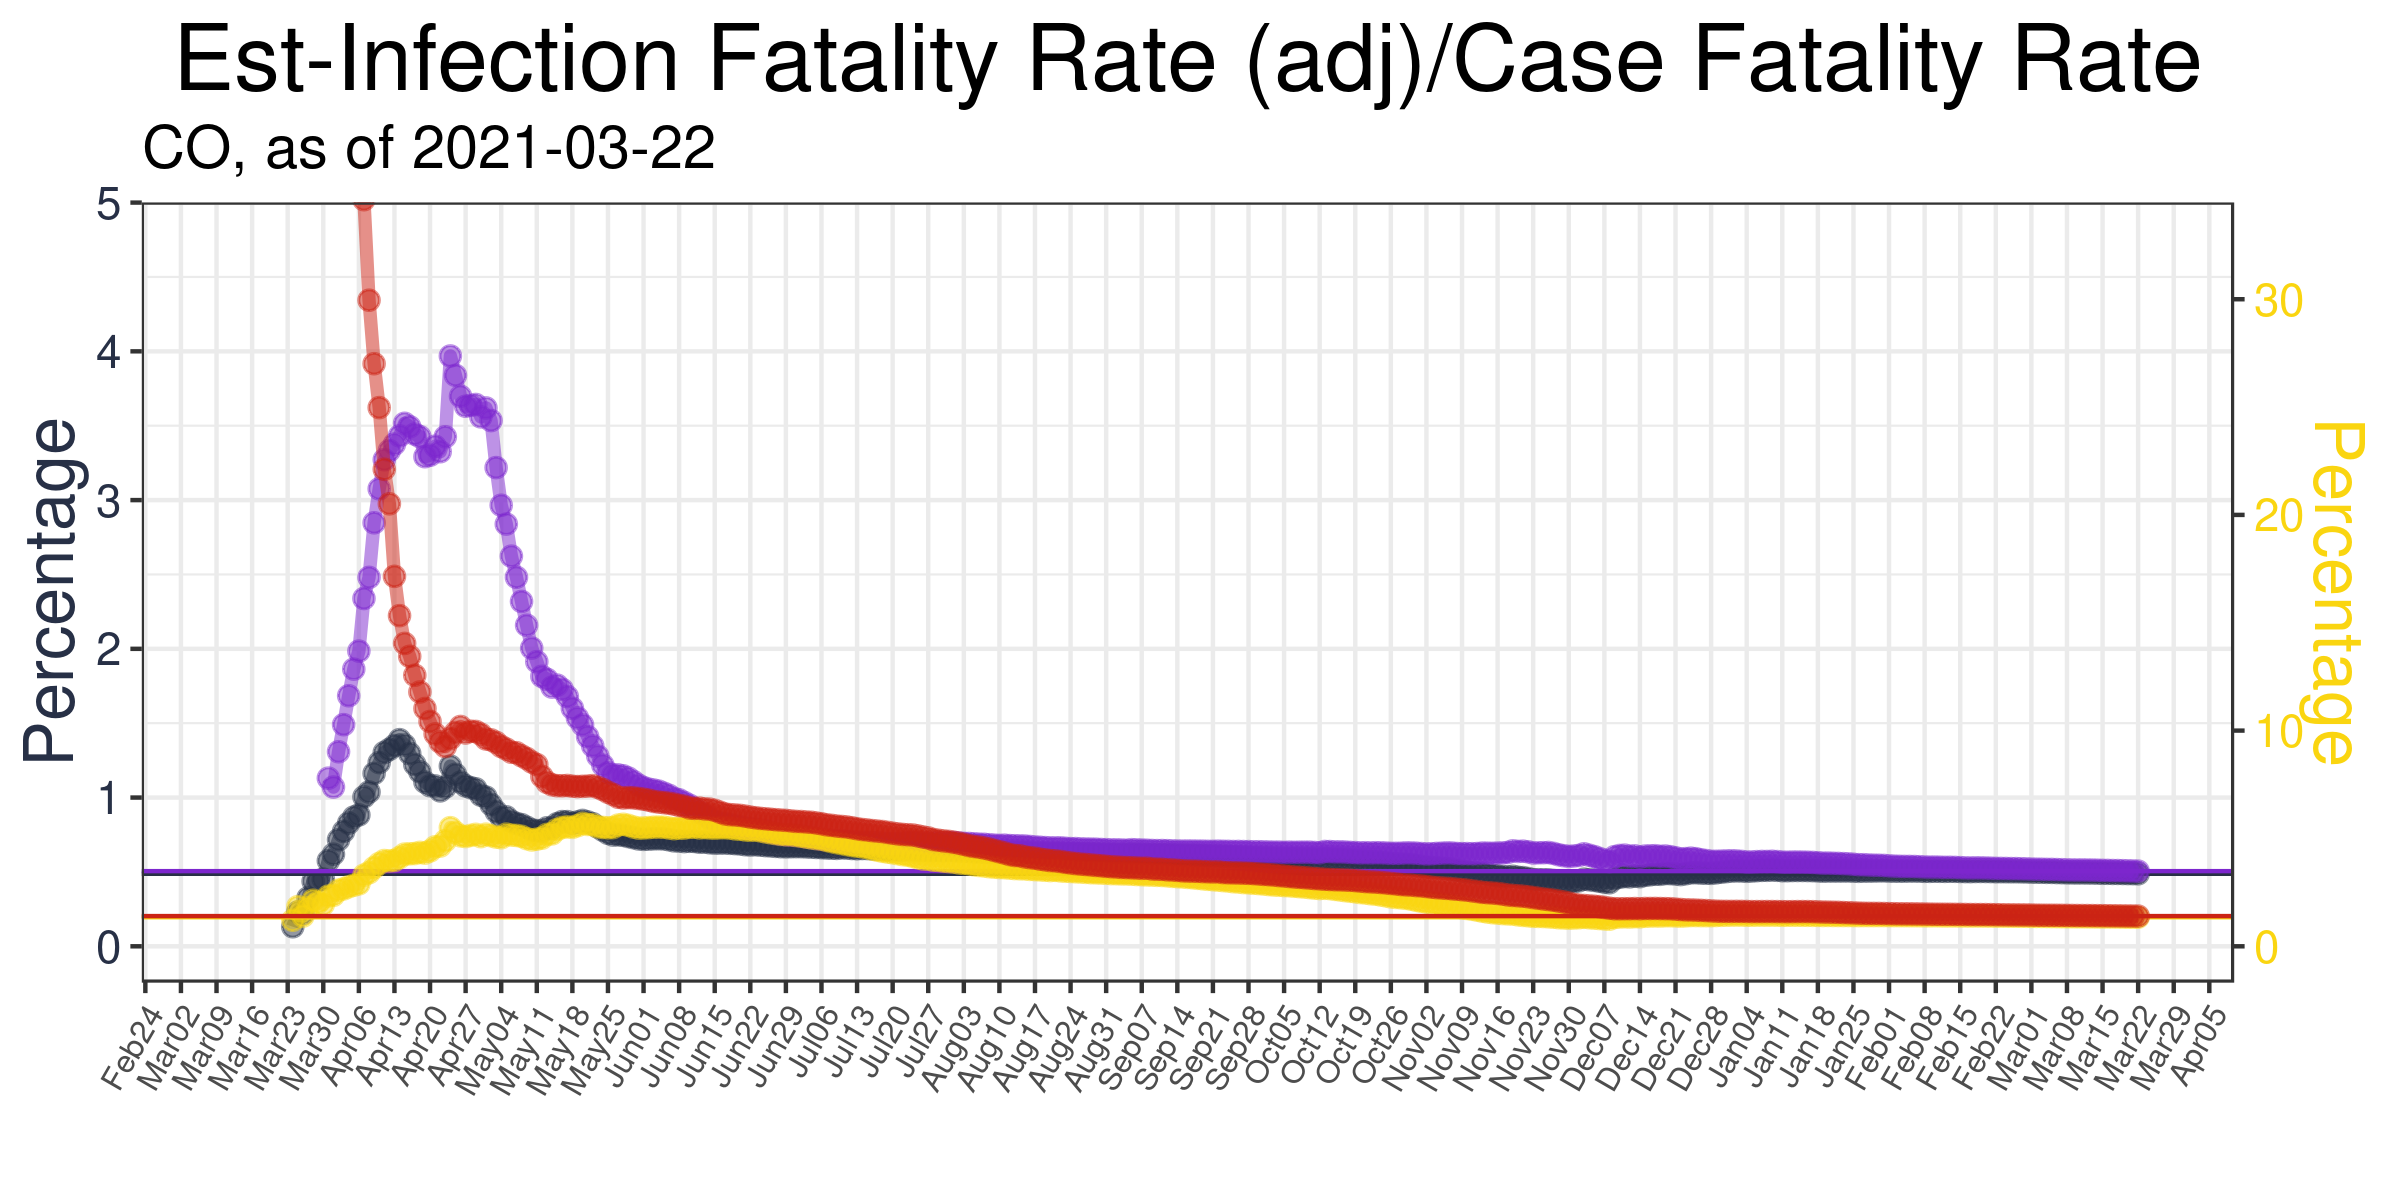 Est-Infection Fatality Rate (adj)/Case Fatality Rate
CO, as of 2021-03-22
Percentage
5
4
3
2
1
0
30
20
10
0
Percentage
Feb24
Mar02
Mar09
Mar16
Mar23
Mar30
Apr06
Apr13
Apr20
Apr27
May04
May11
May18
May25
Jun01
Jun08
Jun15
Jun22
Jun29
Jul06
Jul13
Jul20
Jul27
Aug03
Aug10
Aug17
Aug24
Aug31
Sep07
Sep14
Sep21
Sep28
Oct05
Oct12
Oct19
Oct26
Nov02
Nov09
Nov16
Nov23
Nov30
Dec07
Dec14
Dec21
Dec28
Jan04
Jan11
Jan18
Jan25
Feb01
Feb08
Feb15
Feb22
Mar01
Mar08
Mar15
Mar22
Mar29
Apr05